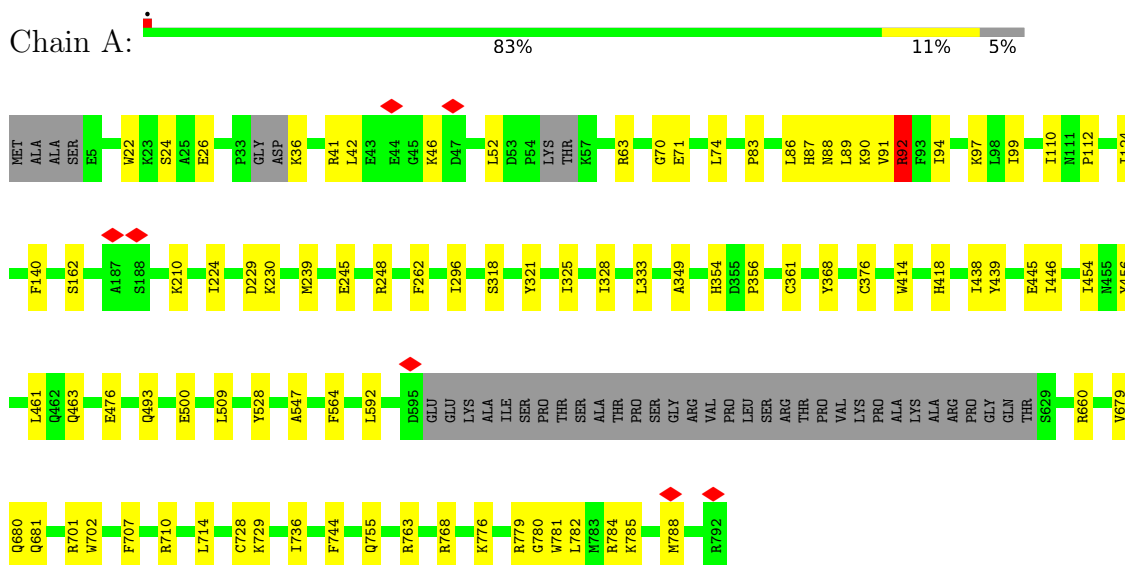 Chain A:
83% 11% 5%
MET ALA ALA SER E5 W22 K23 S24 A25 E26 P33 GLY ASP K36 R41 L42 E43 E44 G45 K46 D47 L52 D53 P54 LYS THR K57 R63 G70 E71 L74 P83 L86 H87 N88 L89 K90 V91 R92 F93 I94 K97 L98 I99 I110 N111 P112
F140 S162 A187 S188 K210 I224 D229 K230 M239 E245 R248 F262 I296 S318 Y321 I325 I328 L333 A349 H354 D355 P356 C361 Y368 C376 W414 H418 I438 Y439 E445 I446 I454 N455
L461 Q462 Q463 E476 Q493 E500 L509 Y528 A547 F564 L592 D595 GLU GLU LYS ALA ILE SER PRO THR SER ALA THR PRO SER GLY ARG VAL PRO LEU SER ARG THR PRO VAL LYS PRO ALA LYS ALA ARG PRO GLY GLN THR S629 R660 V679
Q680 Q681 R701 W702 F707 R710 L714 C728 K729 I736 F744 Q755 R763 R768 K776 R779 G780 W781 L782 M783 R784 K785 M788 R792